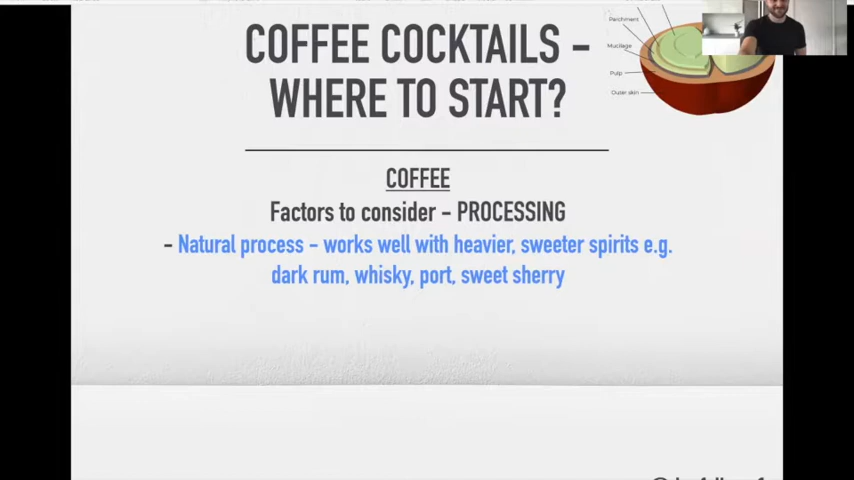 COFFEE COCKTAILS -
WHERE TO START?
Parchment
Mucilage
Pulp
Outer skin
COFFEE
Factors to consider - PROCESSING
- Natural process - works well with heavier, sweeter spirits e.g.
dark rum, whisky, port, sweet sherry